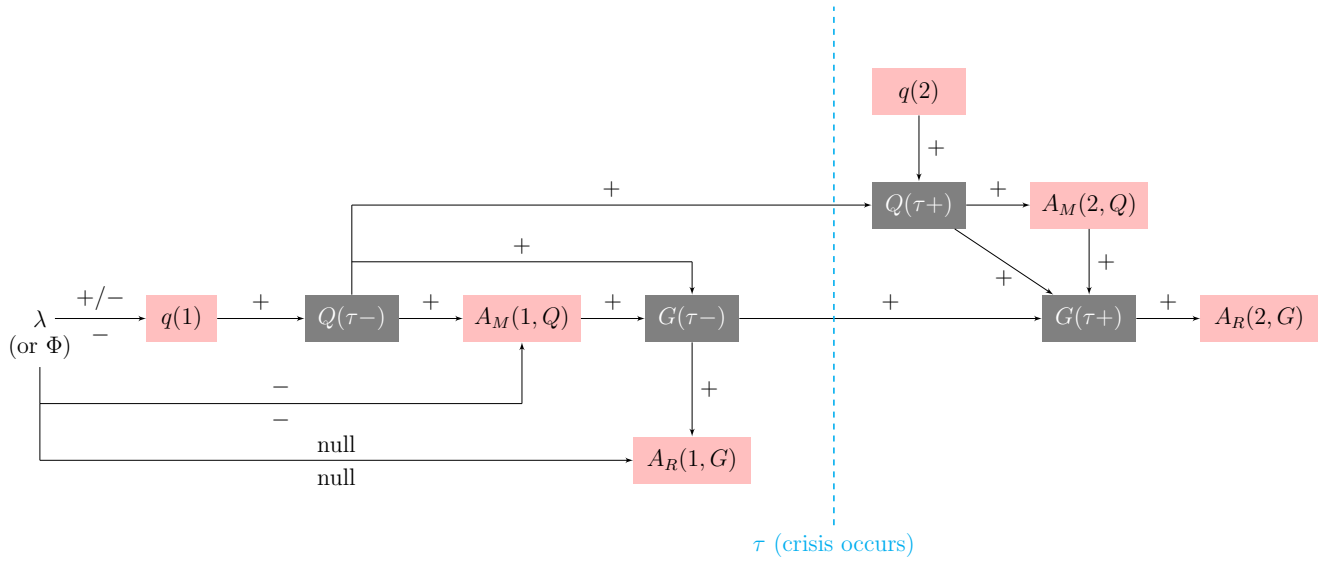 q(2)
+
+
Q(τ+)
+
A_M(2, Q)
+
+
+
+/−
−
λ
(or Φ)
q(1)
+
Q(τ−)
+
A_M(1, Q)
+
G(τ−)
+
G(τ+)
+
A_R(2, G)
−
−
+
null
null
A_R(1, G)
τ (crisis occurs)